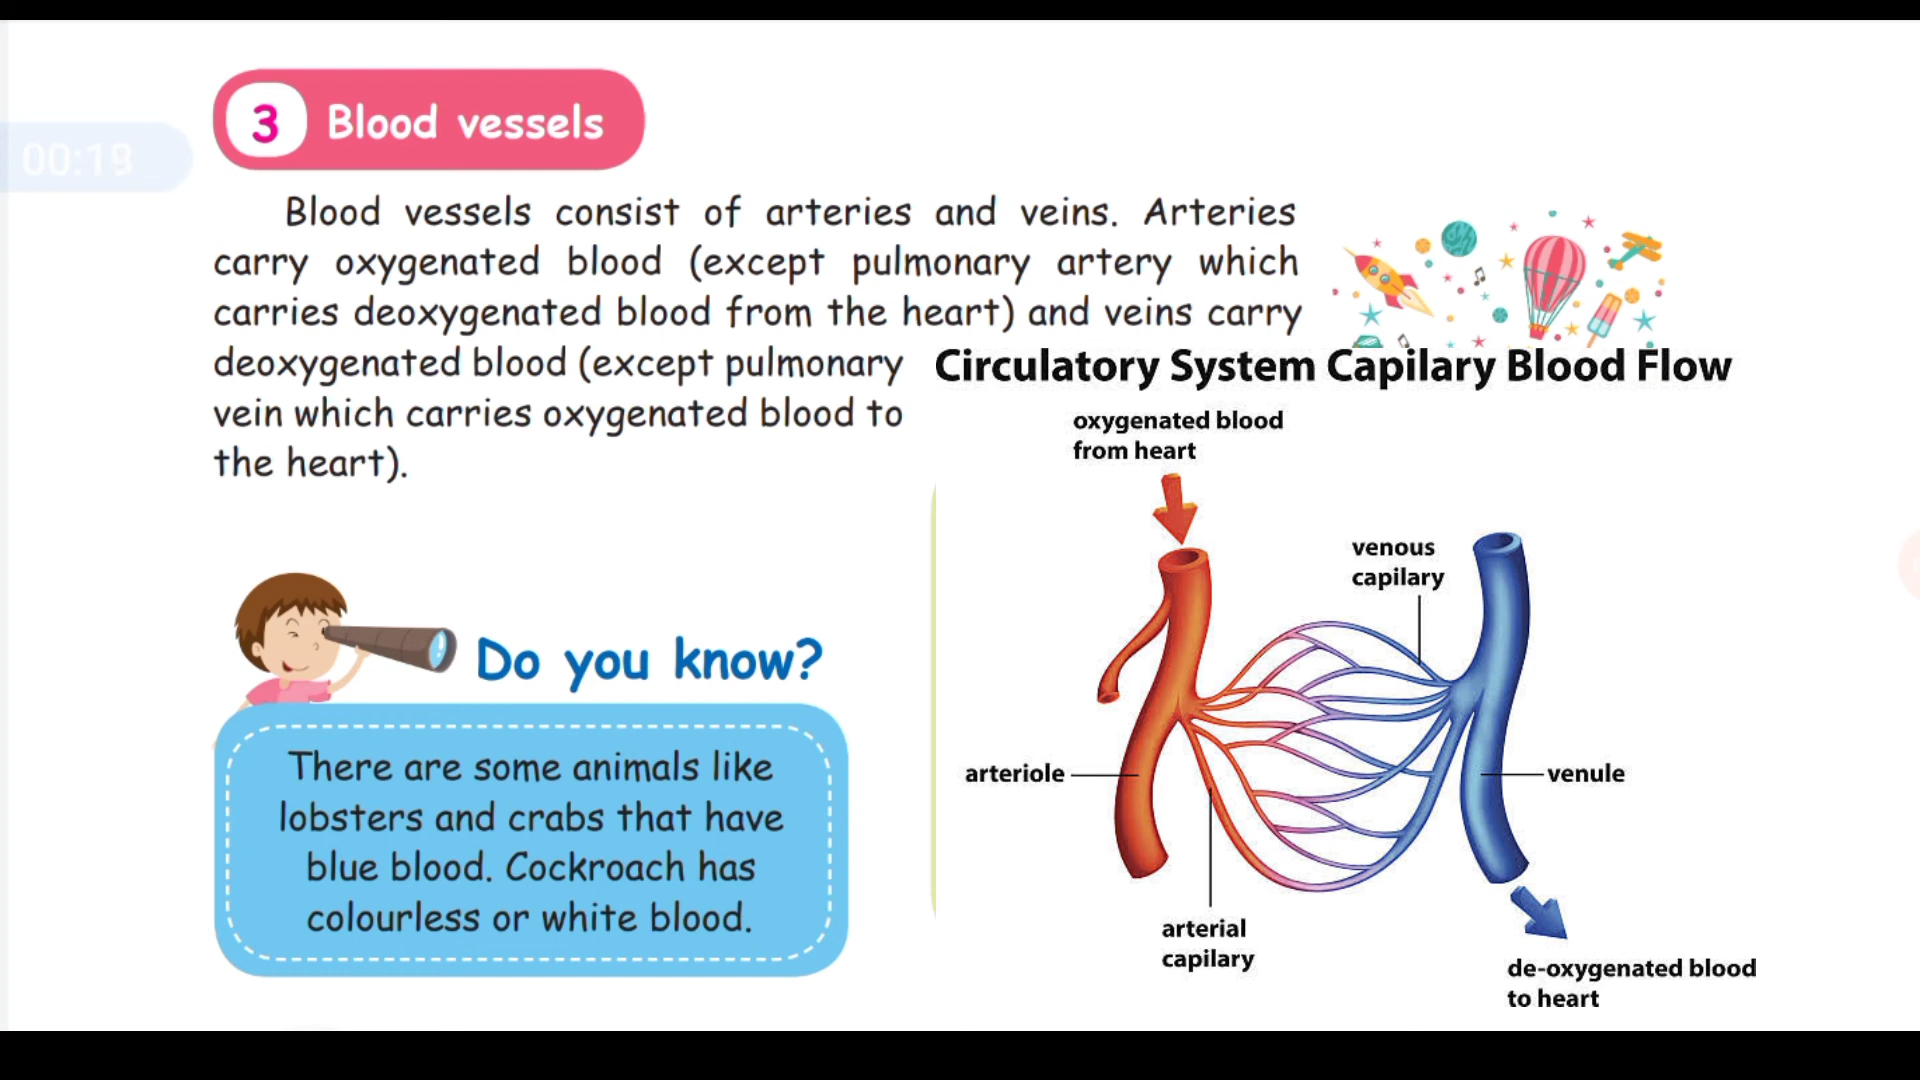 3 Blood vessels
00:18
Blood vessels consist of arteries and veins. Arteries
carry oxygenated blood (except pulmonary artery which
carries deoxygenated blood from the heart) and veins carry
deoxygenated blood (except pulmonary
vein which carries oxygenated blood to
the heart).
Circulatory System Capilary Blood Flow
oxygenated blood
from heart
venous
capilary
arteriole
venule
arterial
capilary
de-oxygenated blood
to heart
Do you know?
There are some animals like
lobsters and crabs that have
blue blood. Cockroach has
colourless or white blood.